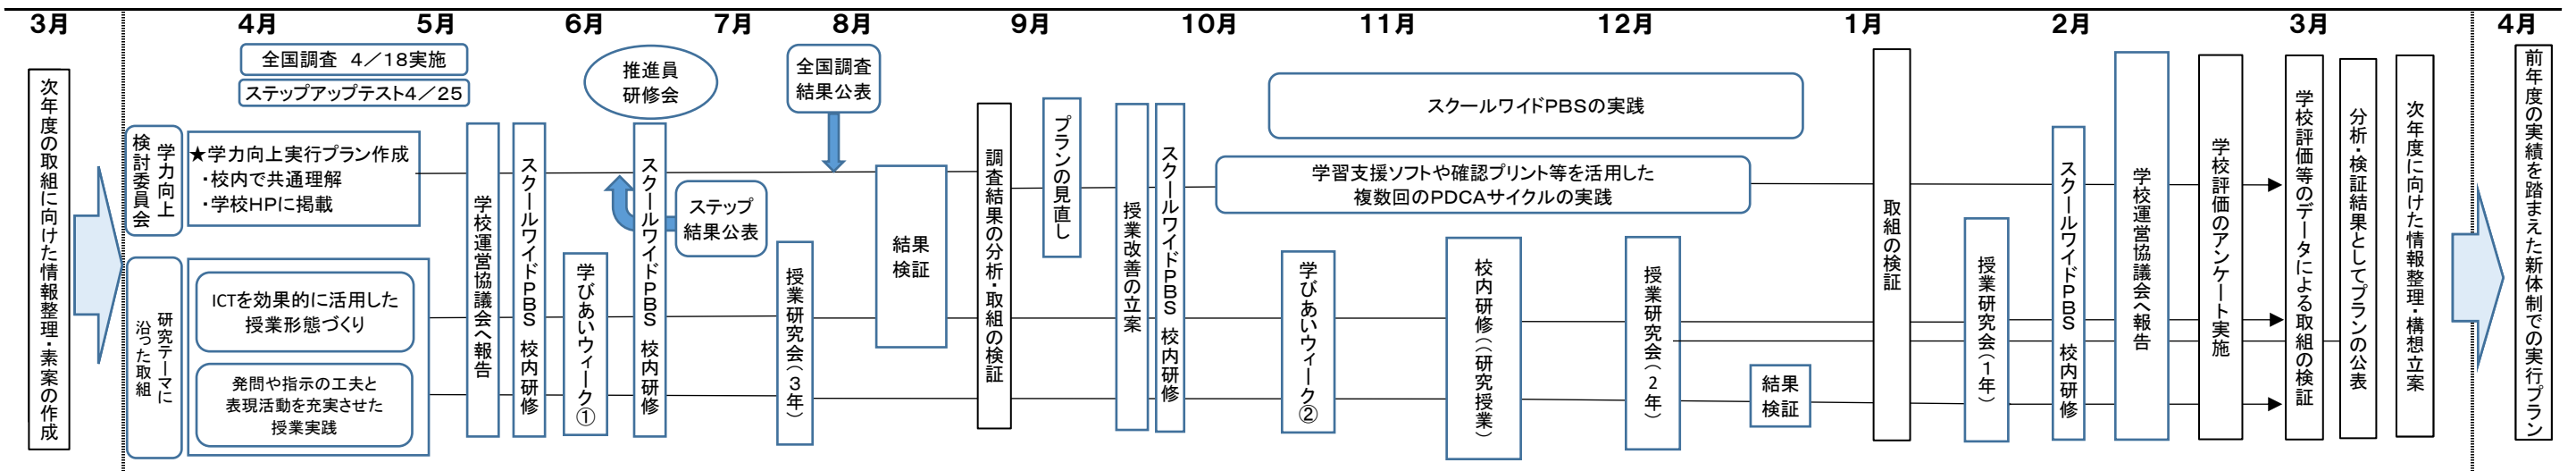 3月
4月
5月
6月
7月
8月
9月
10月
11月
12月
1月
2月
3月
4月
次年度の取組に向けた情報整理・素案の作成
全国調査 4/18実施
ステップアップテスト4/25
学力向上
検討委員会
★学力向上実行プラン作成
・校内で共通理解
・学校HPに掲載
研究テーマに
沿った取組
ICTを効果的に活用した
授業形態づくり
発問や指示の工夫と
表現活動を充実させた
授業実践
学校運営協議会へ報告
スクールワイドPBS 校内研修
学びあいウィーク①
推進員
研修会
スクールワイドPBS 校内研修
ステップ
結果公表
授業研究会(3年)
全国調査
結果公表
結果
検証
調査結果の分析・取組の検証
プランの見直し
授業改善の立案
スクールワイドPBS 校内研修
スクールワイドPBSの実践
学習支援ソフトや確認プリント等を活用した
複数回のPDCAサイクルの実践
学びあいウィーク②
校内研修((研究授業)
授業研究会(2年)
結果
検証
取組の検証
授業研究会(1年)
スクールワイドPBS 校内研修
学校運営協議会へ報告
学校評価のアンケート実施
学校評価等のデータによる取組の検証
分析・検証結果としてプランの公表
次年度に向けた情報整理・構想立案
前年度の実績を踏まえた新体制での実行プラン